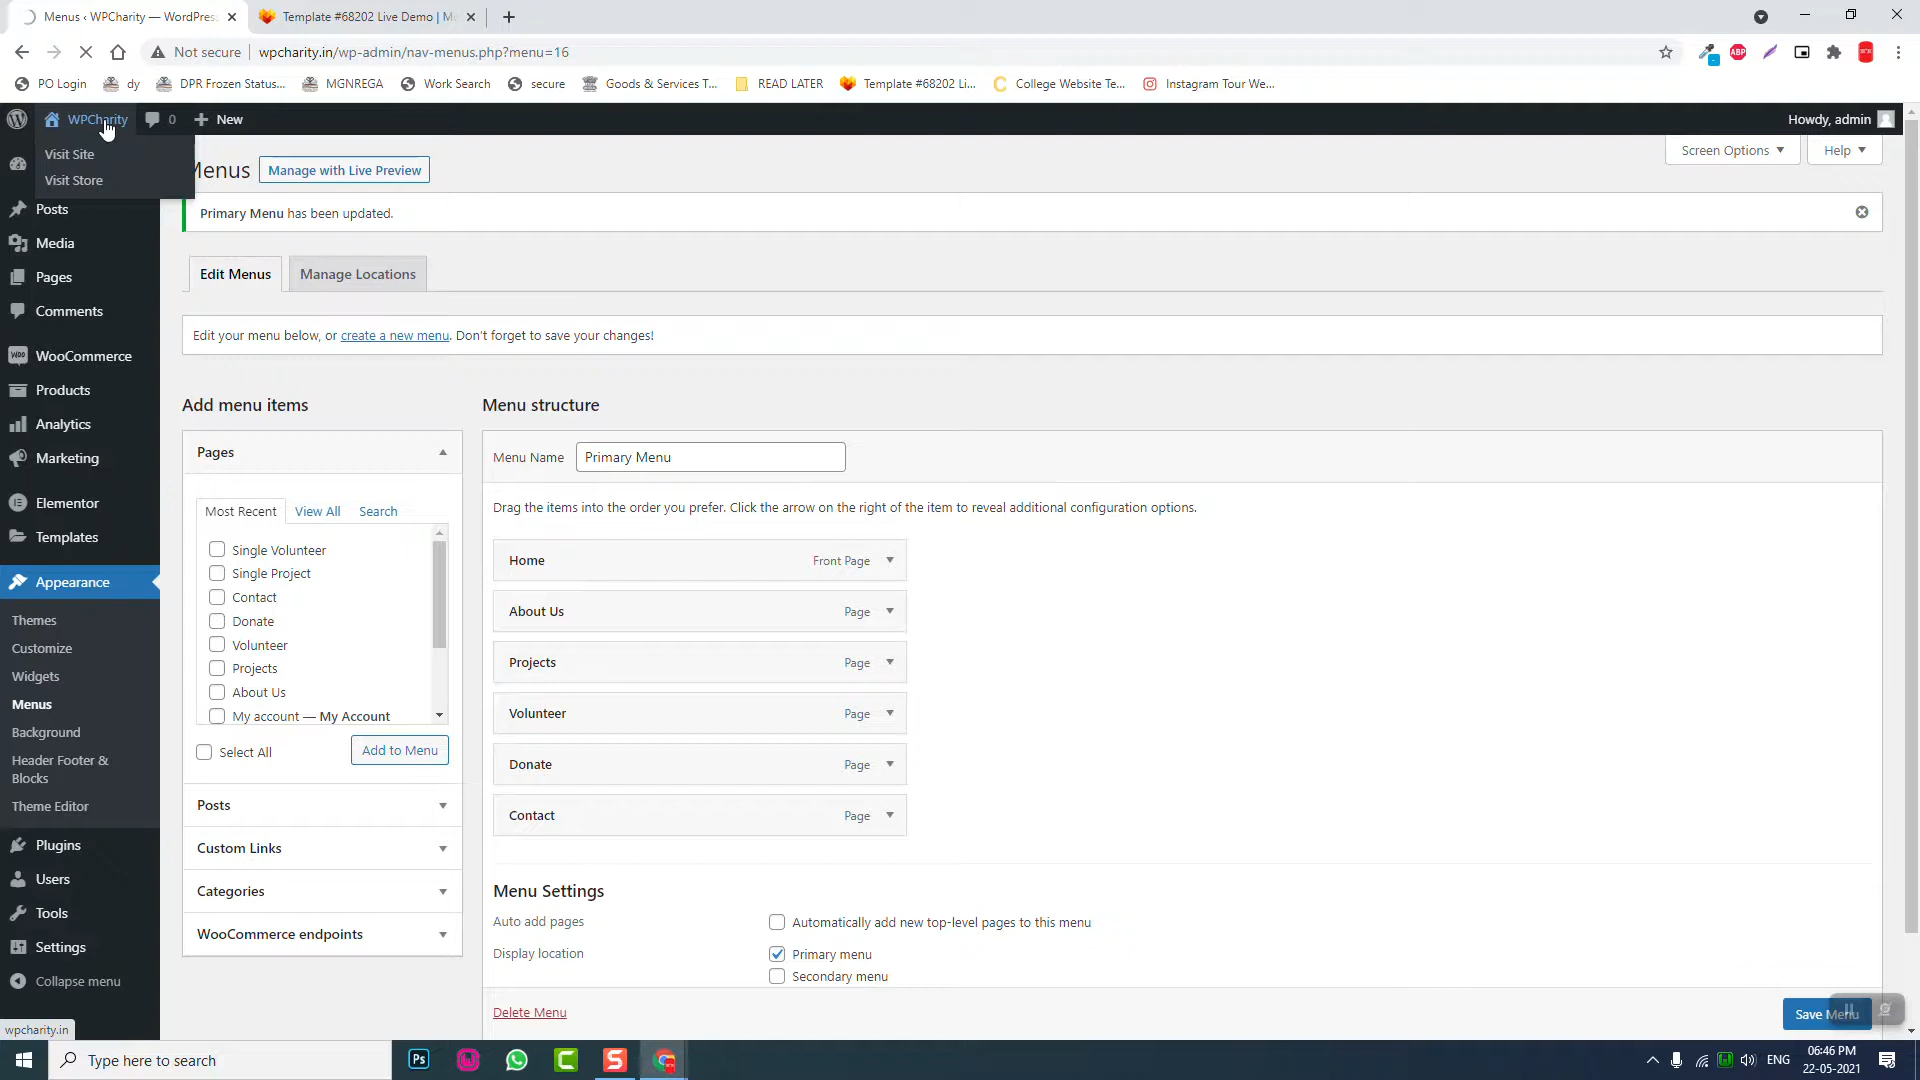 Menus ‹ WPCharity — WordPres
Template #68202 Live Demo | M
Not secure
wpcharity.in/wp-admin/nav-menus.php?menu=16
ABP
PO Login
dy
DPR Frozen Status...
MGNREGA
Work Search
secure
Goods & Services T...
READ LATER
Template #68202 Li...
College Website Te...
Instagram Tour We...
WPCharity
0
New
Howdy, admin
Visit Site
Visit Store
Menus
Manage with Live Preview
Screen Options
Help
Primary Menu has been updated.
Posts
Media
Pages
Comments
WooCommerce
Products
Analytics
Marketing
Elementor
Templates
Appearance
Themes
Customize
Widgets
Menus
Background
Header Footer &
Blocks
Theme Editor
Plugins
Users
Tools
Settings
Collapse menu
Edit Menus
Manage Locations
Edit your menu below, or create a new menu. Don't forget to save your changes!
Add menu items
Menu structure
Pages
Most Recent
View All
Search
Single Volunteer
Single Project
Contact
Donate
Volunteer
Projects
About Us
My account — My Account
Select All
Add to Menu
Posts
Custom Links
Categories
WooCommerce endpoints
Menu Name
Primary Menu
Drag the items into the order you prefer. Click the arrow on the right of the item to reveal additional configuration options.
Home
Front Page
About Us
Page
Projects
Page
Volunteer
Page
Donate
Page
Contact
Page
Menu Settings
Auto add pages
Automatically add new top-level pages to this menu
Display location
Primary menu
Secondary menu
Delete Menu
Save Menu
wpcharity.in
Type here to search
Ps
ENG
06:46 PM
22-05-2021